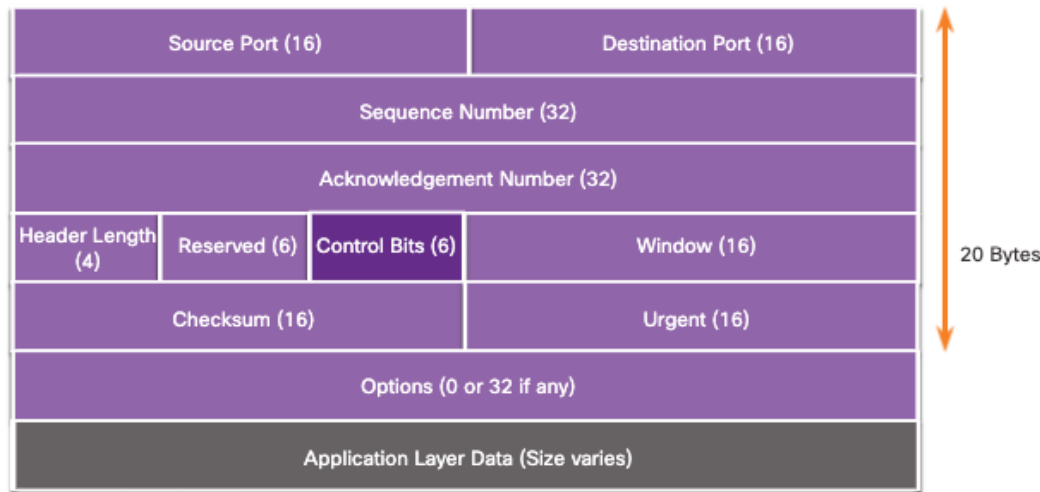 Source Port (16) Destination Port (16)
Sequence Number (32)
Acknowledgement Number (32)
Header Length
(4)
Reserved (6)
Control Bits (6)
Window (16)
20 Bytes
Checksum (16) Urgent (16)
Options (0 or 32 if any)
Application Layer Data (Size varies)